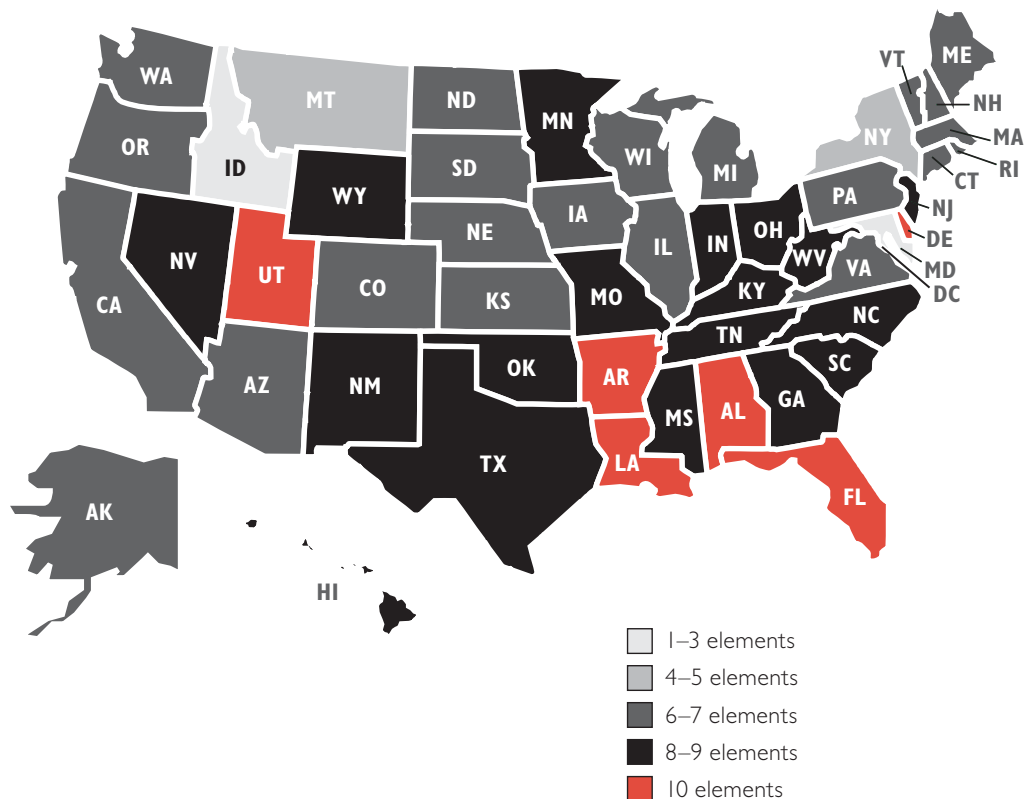 WA
MT
ND
MN
VT
ME
NH
OR
ID
SD
WI
MI
NY
MA
RI
CT
WY
NE
IA
PA
NJ
DE
MD
DC
NV
UT
CO
KS
MO
IL
IN
OH
WV
VA
KY
CA
AZ
NM
OK
AR
TN
NC
SC
MS
AL
GA
TX
LA
FL
AK
HI
1–3 elements
4–5 elements
6–7 elements
8–9 elements
10 elements